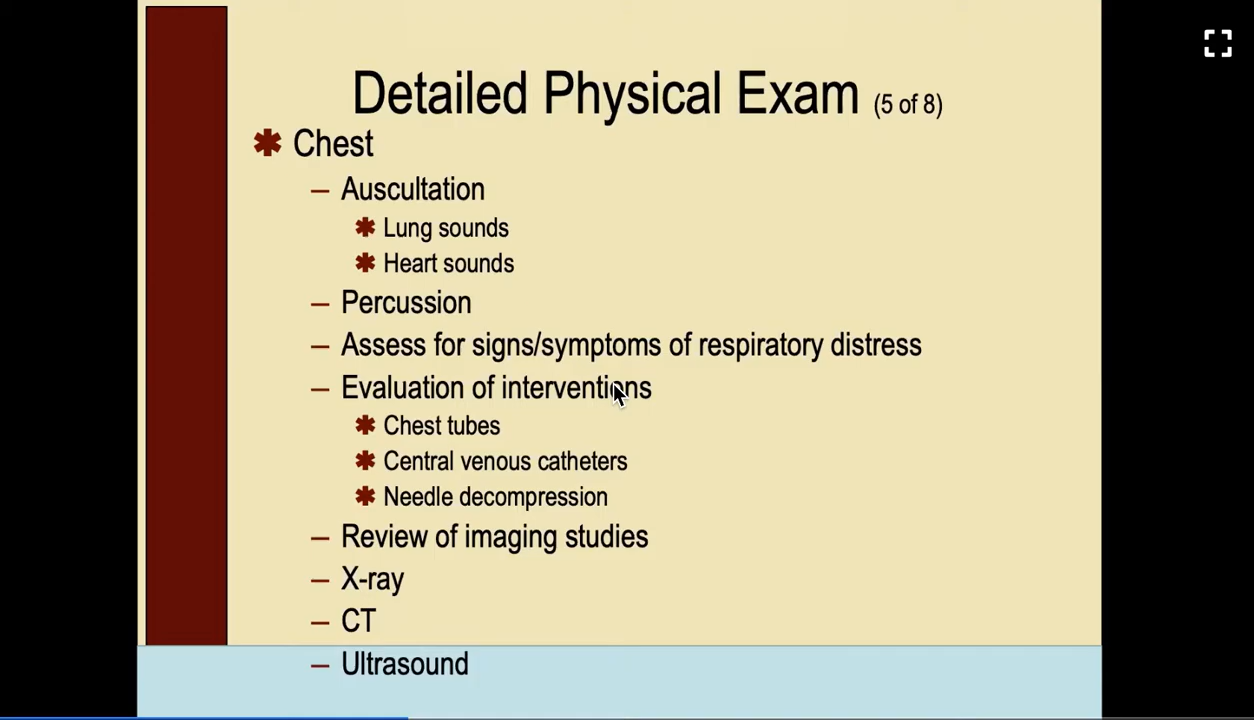 Detailed Physical Exam (5 of 8)
✱ Chest
– Auscultation
✱ Lung sounds
✱ Heart sounds
– Percussion
– Assess for signs/symptoms of respiratory distress
– Evaluation of interventions
✱ Chest tubes
✱ Central venous catheters
✱ Needle decompression
– Review of imaging studies
– X-ray
– CT
– Ultrasound